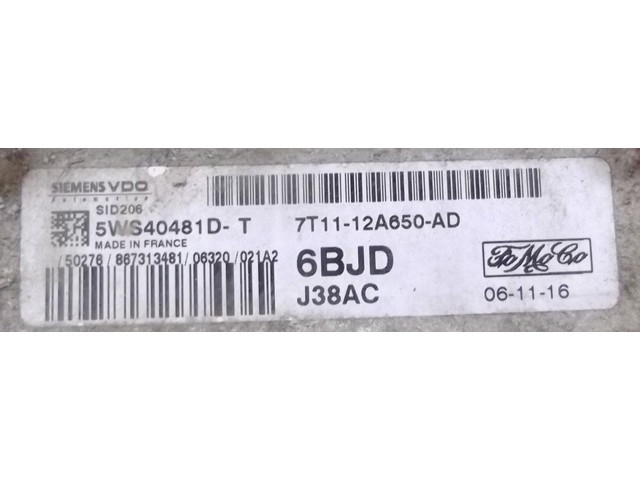 SIEMENS VDO
Automotive
SID206
5WS40481D- T
MADE IN FRANCE
/50276/867313481/06320/021A2
7T11-12A650-AD
6BJD
J38AC
FoMoCo
06-11-16